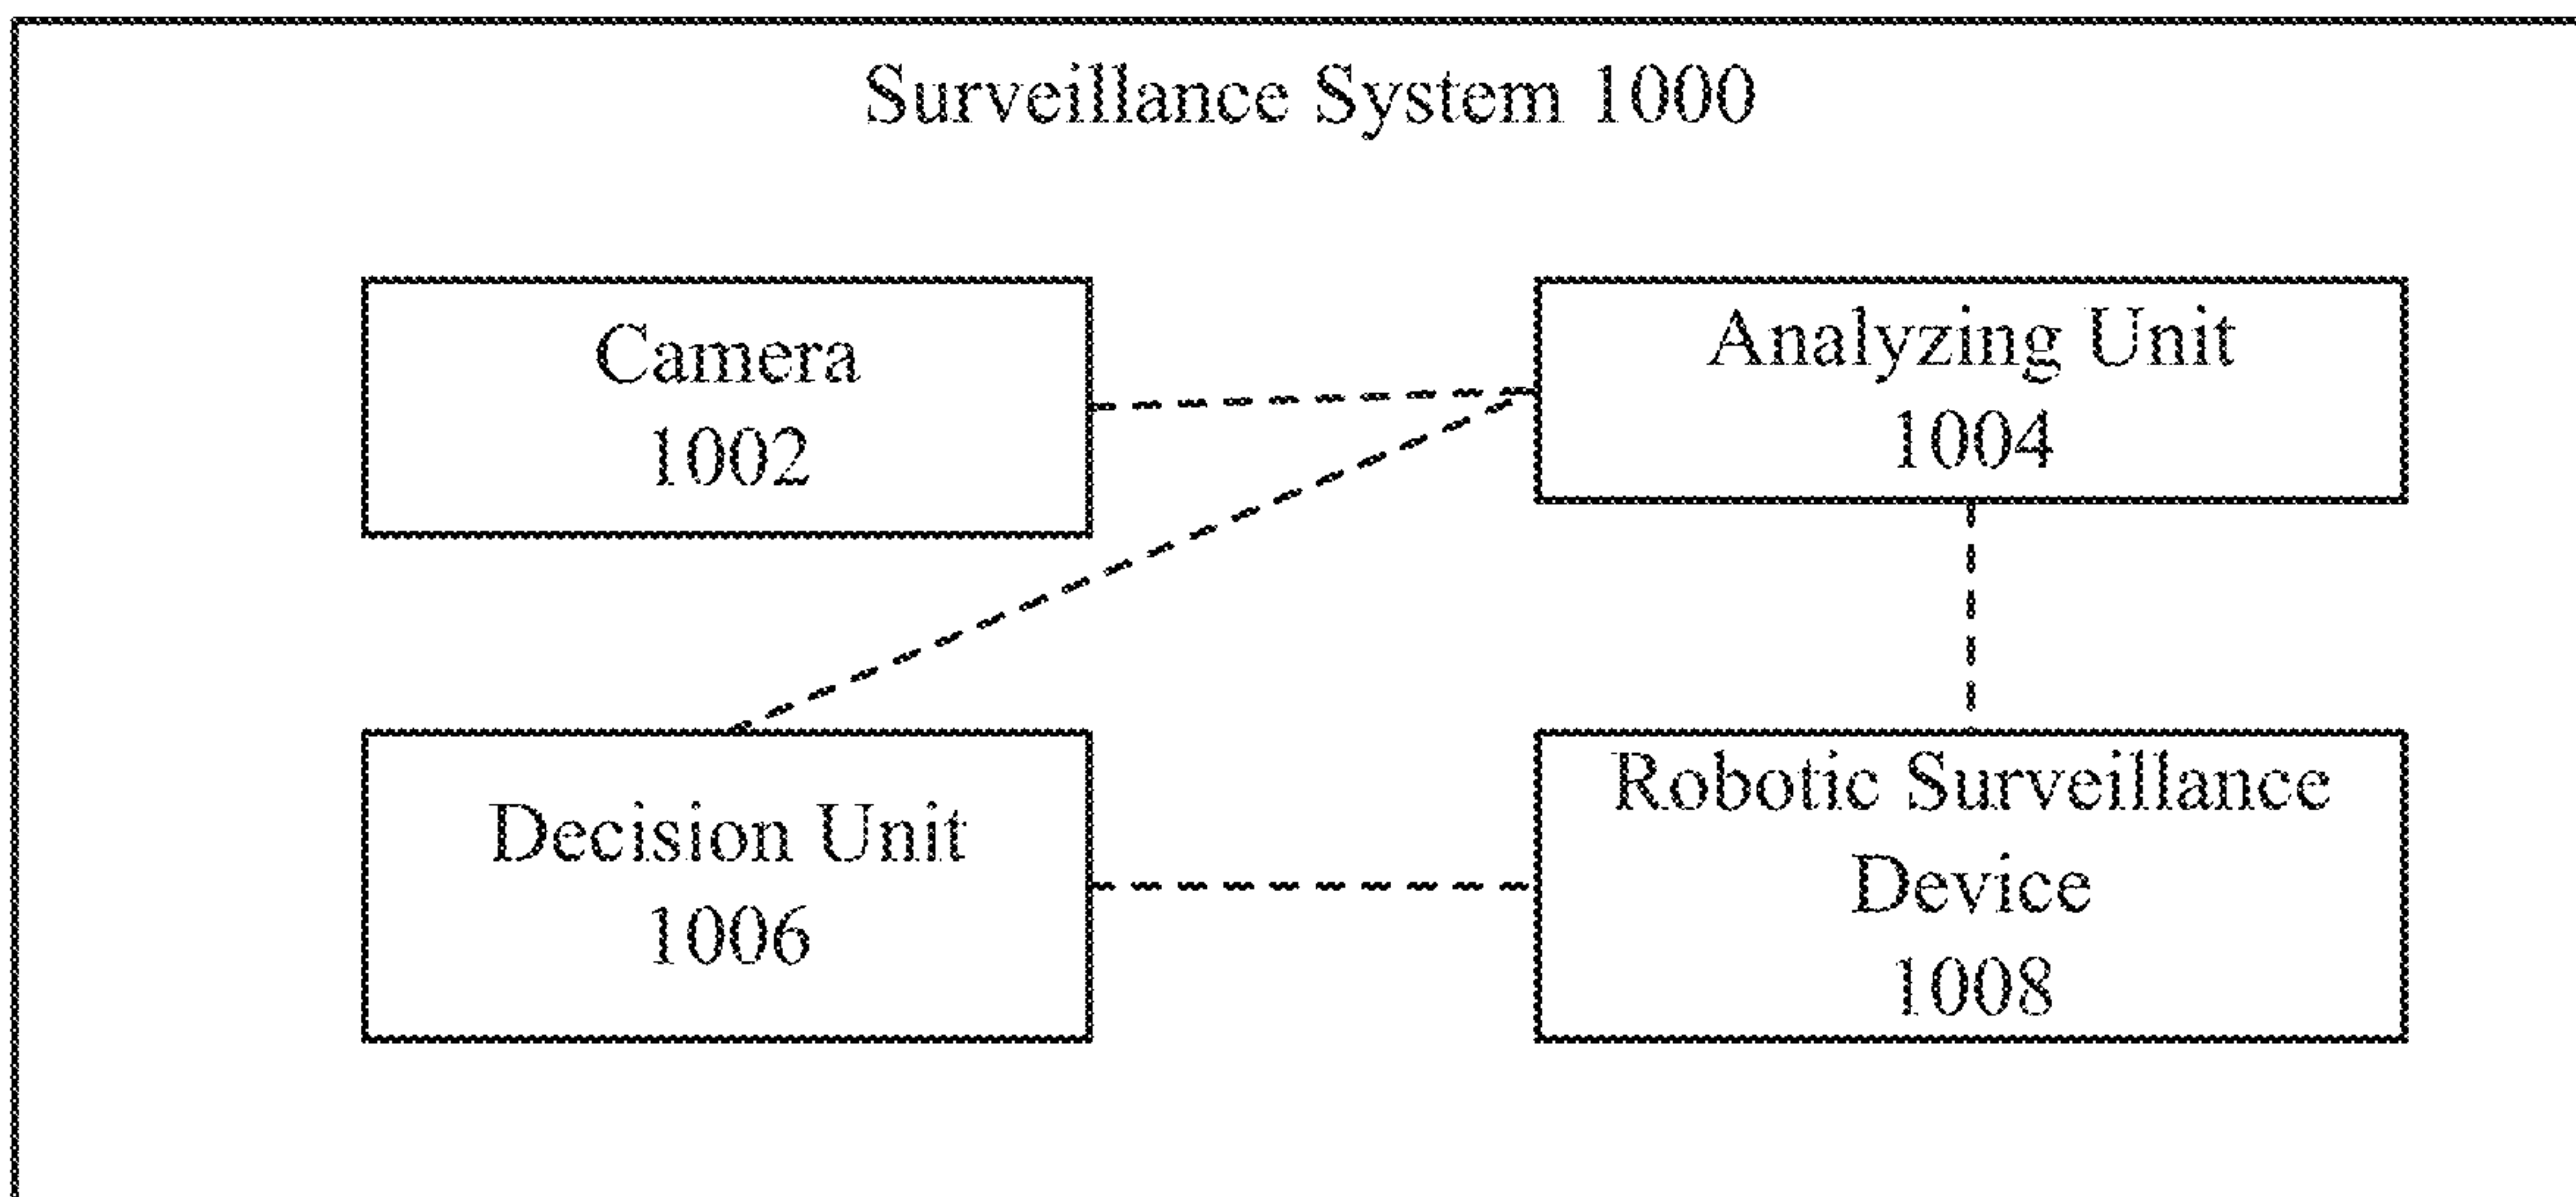 Surveillance System 1000
Camera
1002
Analyzing Unit
1004
Decision Unit
1006
Robotic Surveillance
Device
1008